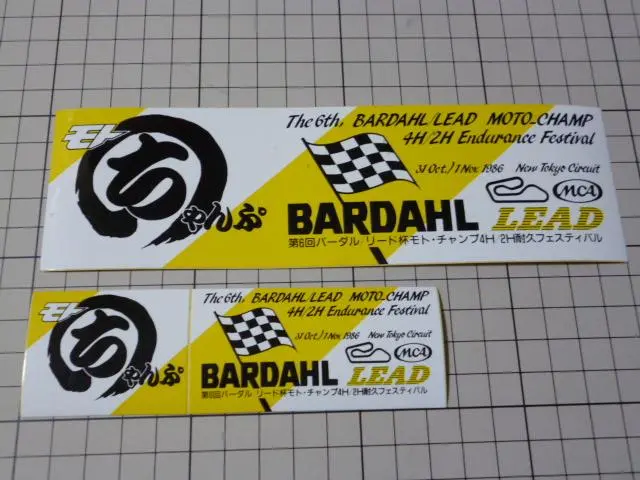 モト
ち
ゃんぷ
The 6th, BARDAHL/LEAD MOTO-CHAMP
4H/2H Endurance Festival
31 Oct./1 Nov. 1986 New Tokyo Circuit
MCA
BARDAHL LEAD
第6回バーダル/リード杯モト・チャンプ4H/2H耐久フェスティバル
モト
ち
ゃんぷ
The 6th, BARDAHL/LEAD MOTO-CHAMP
4H/2H Endurance Festival
31 Oct./1 Nov. 1986 New Tokyo Circuit
MCA
BARDAHL LEAD
第6回バーダル/リード杯モト・チャンプ4H/2H耐久フェスティバル